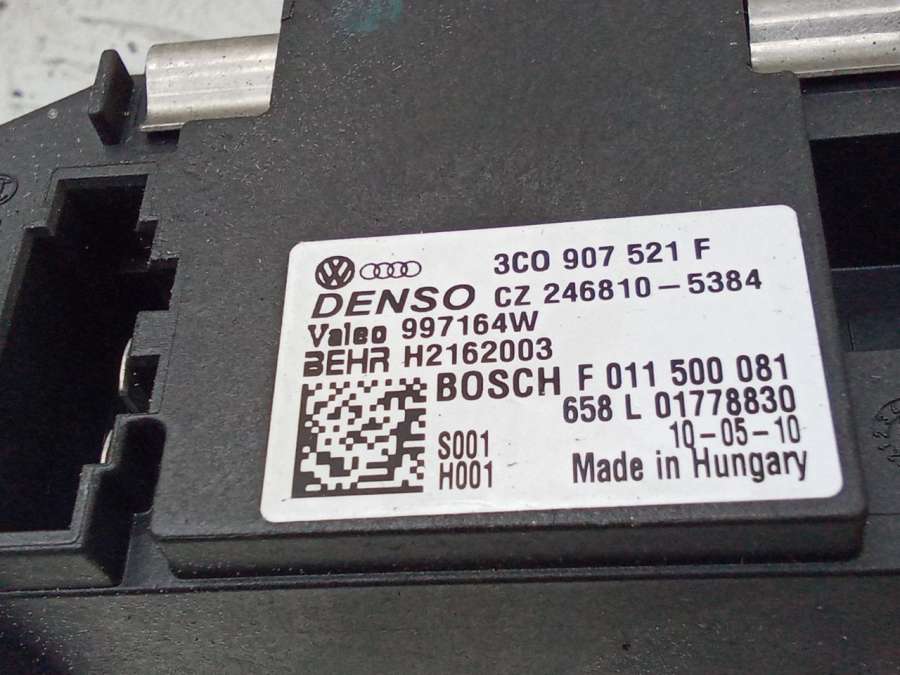 3C0 907 521 F
DENSO CZ 246810-5384
Valeo 997164W
BEHR H2162003
BOSCH F 011 500 081
658 L 01778830
10-05-10
S001
H001
Made in Hungary